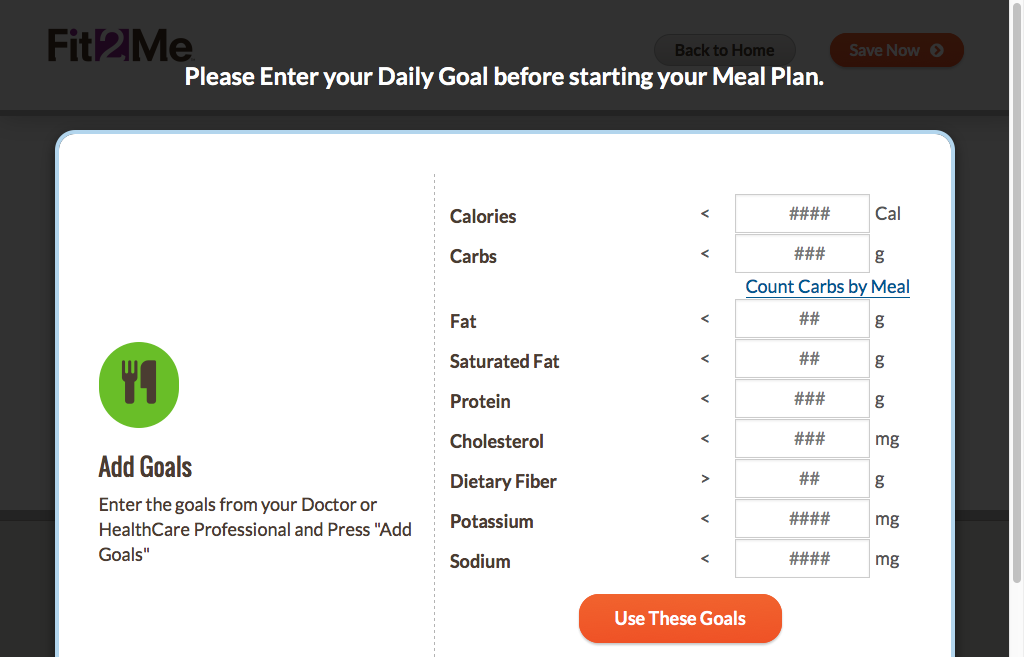 Fit2Me
Back to Home
Save Now
Please Enter your Daily Goal before starting your Meal Plan.
Calories < #### Cal
Carbs < ### g
Count Carbs by Meal
Fat < ## g
Saturated Fat < ## g
Protein < ### g
Cholesterol < ### mg
Dietary Fiber > ## g
Potassium < #### mg
Sodium < #### mg
Add Goals
Enter the goals from your Doctor or
HealthCare Professional and Press "Add
Goals"
Use These Goals